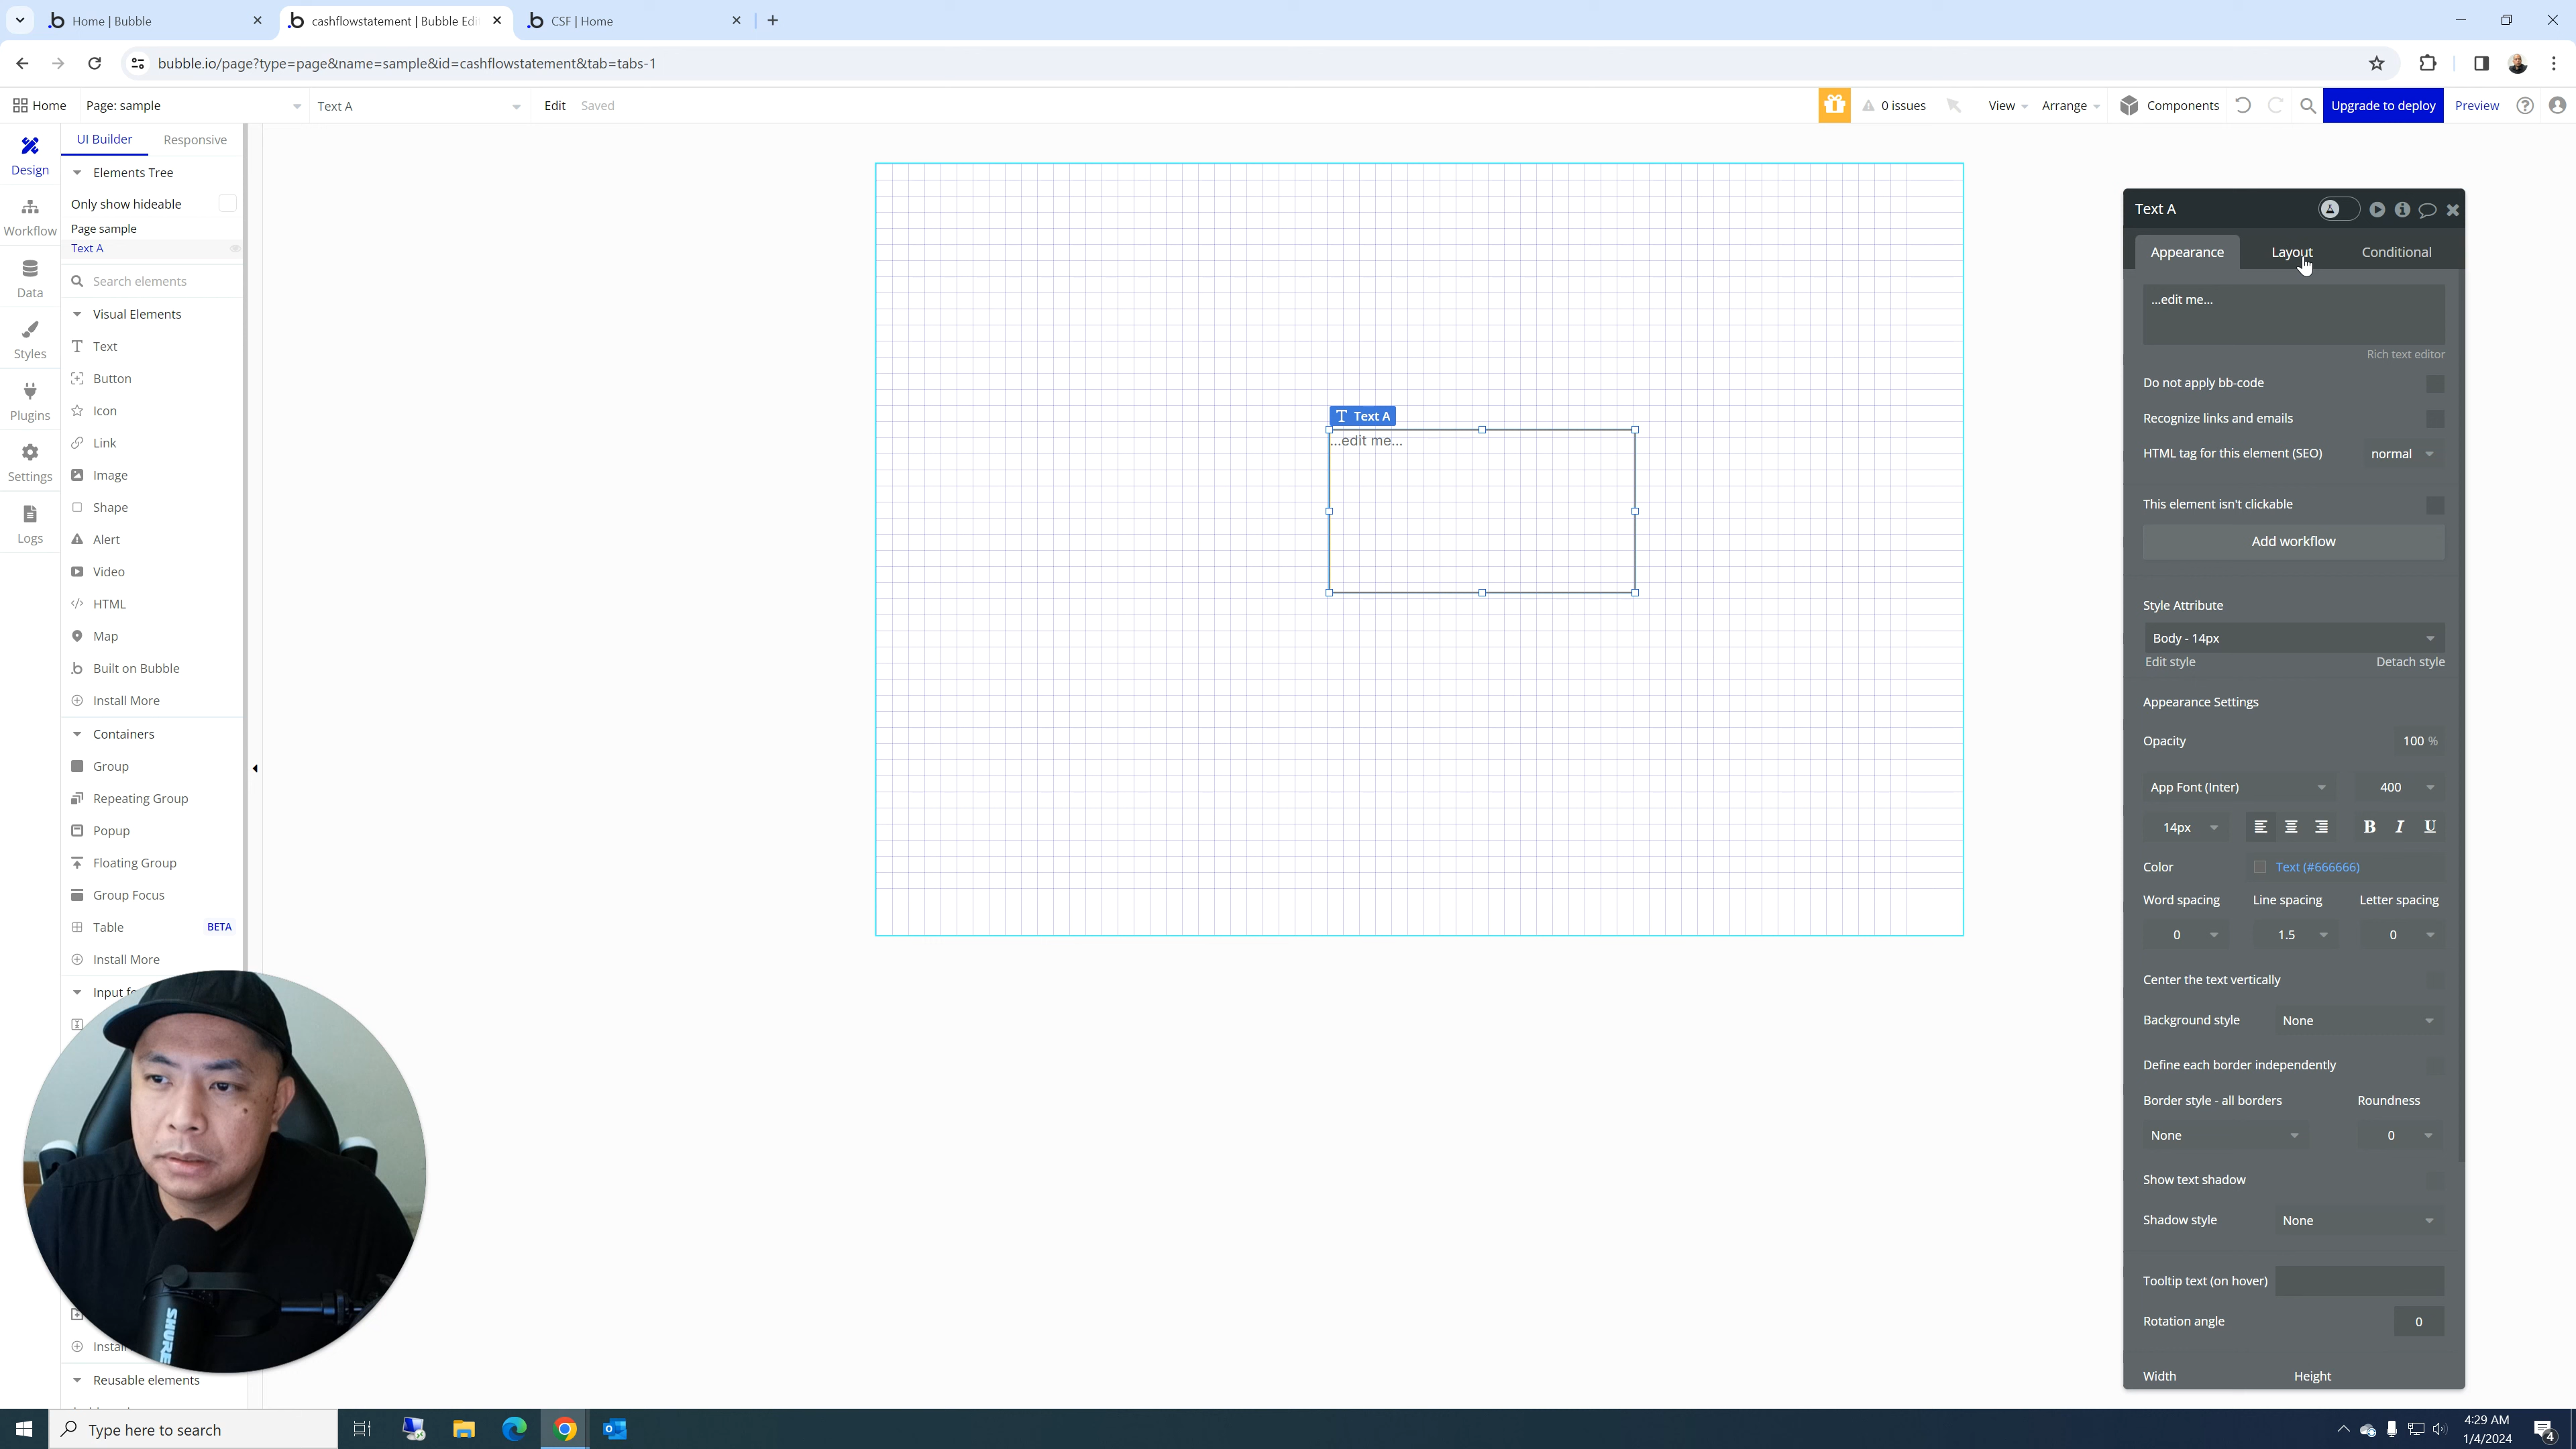 Home | Bubble
cashflowstatement | Bubble Edi
CSF | Home
bubble.io/page?type=page&name=sample&id=cashflowstatement&tab=tabs-1
Home
Page: sample
Text A
Edit
Saved
0 issues
View
Arrange
Components
Upgrade to deploy
Preview
Design
Workflow
Data
Styles
Plugins
Settings
Logs
UI Builder
Responsive
Elements Tree
Only show hideable
Page sample
Text A
Search elements
Visual Elements
Text
Button
Icon
Link
Image
Shape
Alert
Video
HTML
Map
Built on Bubble
Install More
Containers
Group
Repeating Group
Popup
Floating Group
Group Focus
Table BETA
Install More
Input fo
Instal
Reusable elements
Text A
...edit me...
Text A
Appearance
Layout
Conditional
...edit me...
Rich text editor
Do not apply bb-code
Recognize links and emails
HTML tag for this element (SEO) normal
This element isn't clickable
Add workflow
Style Attribute
Body - 14px
Edit style Detach style
Appearance Settings
Opacity 100 %
App Font (Inter) 400
14px B I U
Color Text (#666666)
Word spacing Line spacing Letter spacing
0 1.5 0
Center the text vertically
Background style None
Define each border independently
Border style - all borders Roundness
None 0
Show text shadow
Shadow style None
Tooltip text (on hover)
Rotation angle 0
Width Height
SHURE
Type here to search
4:29 AM
1/4/2024
4